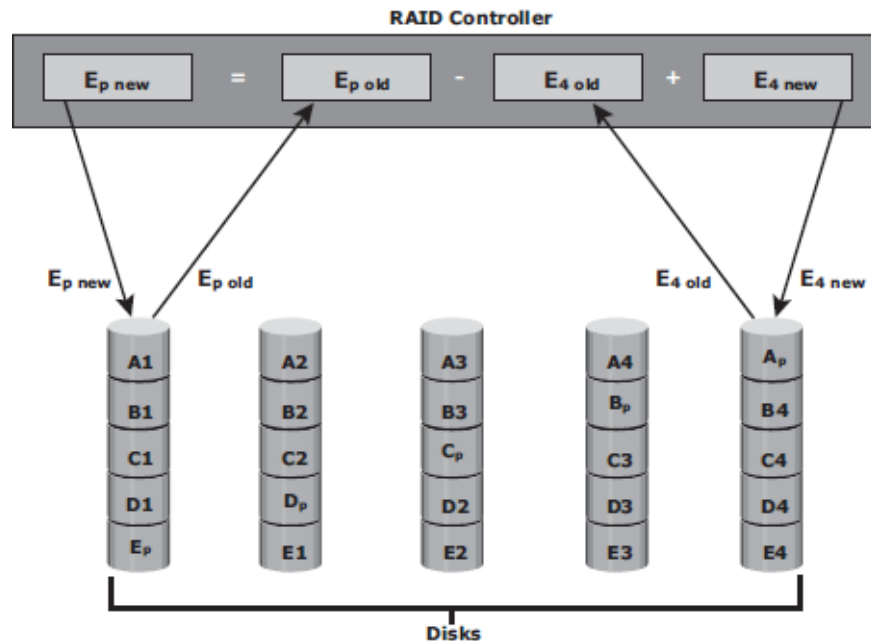 RAID Controller
Ep new = Ep old - E4 old + E4 new
Ep new Ep old E4 old E4 new
A1 A2 A3 A4 Ap
B1 B2 B3 Bp B4
C1 C2 Cp C3 C4
D1 Dp D2 D3 D4
Ep E1 E2 E3 E4
Disks